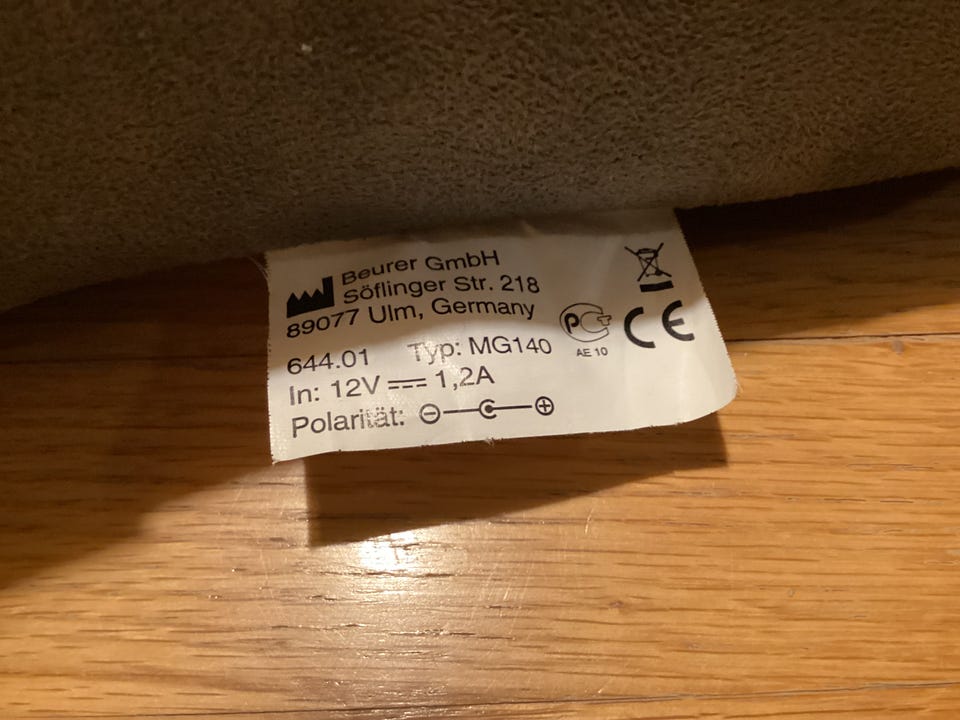 Beurer GmbH
Söflinger Str. 218
89077 Ulm, Germany
644.01 Typ: MG140
In: 12V 1,2A
Polarität:
PCT
AE 10
CE